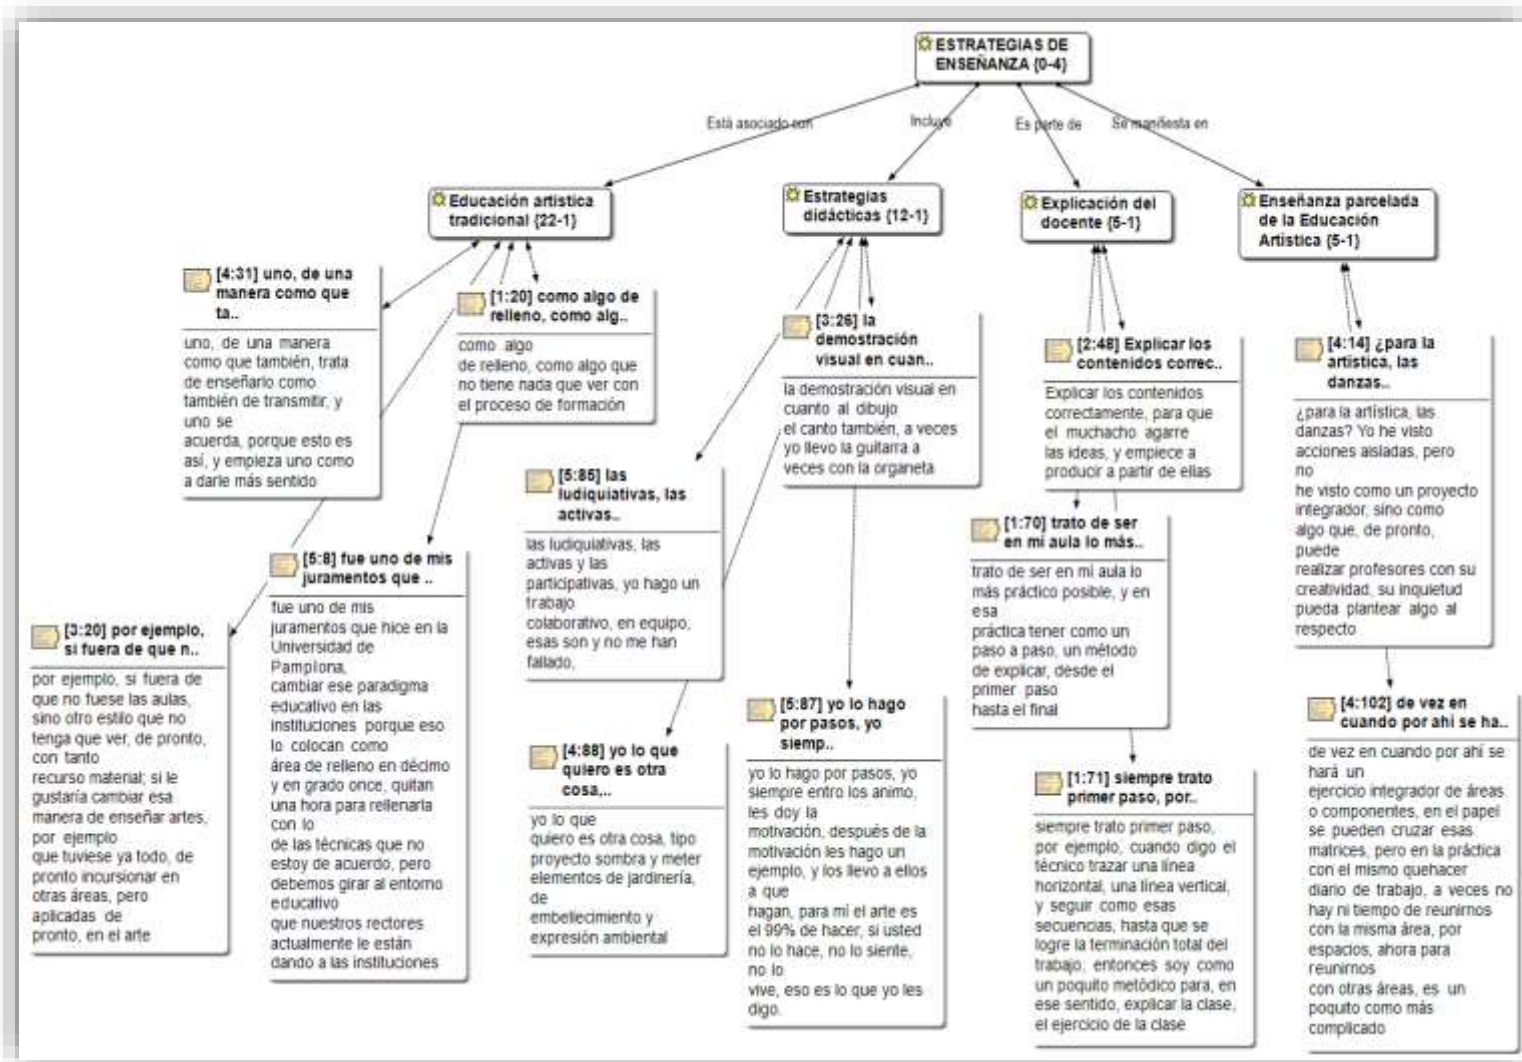 ESTRATEGIAS DE
ENSEÑANZA {0-4}
Está asociado con
Incluye
Es parte de
Se manifiesta en
Educación artística
tradicional {22-1}
Estrategias
didácticas {12-1}
Explicación del
docente {5-1}
Enseñanza parcelada
de la Educación
Artística {5-1}
[4:31] uno, de una
manera como que
ta..
uno, de una manera
como que también, trata
de enseñarlo como
también de transmitir, y
uno se
acuerda, porque esto es
así, y empieza uno como
a darle más sentido
[1:20] como algo de
relleno, como alg..
como algo
de relleno, como algo que
no tiene nada que ver con
el proceso de formación
[3:26] la
demostración
visual en cuan..
la demostración visual en
cuanto al dibujo
el canto también, a veces
yo llevo la guitarra a
veces con la organeta
[2:48] Explicar los
contenidos correc..
Explicar los contenidos
correctamente, para que
el muchacho agarre
las ideas, y empiece a
producir a partir de ellas
[4:14] ¿para la
artística, las
danzas..
¿para la artística, las
danzas? Yo he visto
acciones aisladas, pero
no
he visto como un proyecto
integrador, sino como
algo que, de pronto,
puede
realizar profesores con su
creatividad, su inquietud
pueda plantear algo al
respecto
[5:85] las
ludiquiativas, las
activas..
las ludiquiativas, las
activas y las
participativas, yo hago un
trabajo
colaborativo, en equipo,
esas son y no me han
fallado,
[1:70] trato de ser
en mi aula lo más..
trato de ser en mi aula lo
más práctico posible, y en
esa
práctica tener como un
paso a paso, un método
de explicar, desde el
primer paso
hasta el final
[5:8] fue uno de mis
juramentos que ..
fue uno de mis
juramentos que hice en la
Universidad de
Pamplona,
cambiar ese paradigma
educativo en las
instituciones porque eso
lo colocan como
área de relleno en décimo
y en grado once, quitan
una hora para rellenarla
con lo
de las técnicas que no
estoy de acuerdo, pero
debemos girar al entorno
educativo
que nuestros rectores
actualmente le están
dando a las instituciones
[3:20] por ejemplo,
si fuera de que n..
por ejemplo, si fuera de
que no fuese las aulas,
sino otro estilo que no
tenga que ver, de pronto,
con tanto
recurso material; si le
gustaría cambiar esa
manera de enseñar artes,
por ejemplo
que tuviese ya todo, de
pronto incursionar en
otras áreas, pero
aplicadas de
pronto, en el arte
[4:88] yo lo que
quiero es otra
cosa,..
yo lo que
quiero es otra cosa, tipo
proyecto sombra y meter
elementos de jardinería,
de
embellecimiento y
expresión ambiental
[5:87] yo lo hago
por pasos, yo
siemp..
yo lo hago por pasos, yo
siempre entro los animo,
les doy la
motivación, después de la
motivación les hago un
ejemplo, y los llevo a ellos
a que
hagan, para mí el arte es
el 99% de hacer, si usted
no lo hace, no lo siente,
no lo
vive, eso es lo que yo les
digo.
[1:71] siempre trato
primer paso, por..
siempre trato primer paso,
por ejemplo, cuando digo el
técnico trazar una línea
horizontal, una línea vertical,
y seguir como esas
secuencias, hasta que se
logre la terminación total del
trabajo; entonces soy como
un poquito metódico para, en
ese sentido, explicar la clase,
el ejercicio de la clase
[4:102] de vez en
cuando por ahí se ha..
de vez en cuando por ahí se
hará un
ejercicio integrador de áreas
o componentes, en el papel
se pueden cruzar esas
matrices, pero en la práctica
con el mismo quehacer
diario de trabajo, a veces no
hay ni tiempo de reunirnos
con la misma área, por
espacios, ahora para
reunirnos
con otras áreas, es un
poquito como más
complicado